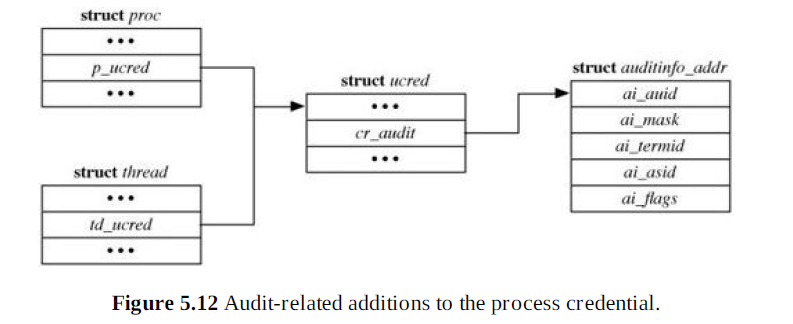 struct proc
•••
p_ucred
•••
struct thread
•••
td_ucred
•••
struct ucred
•••
cr_audit
•••
struct auditinfo_addr
ai_auid
ai_mask
ai_termid
ai_asid
ai_flags
Figure 5.12 Audit-related additions to the process credential.